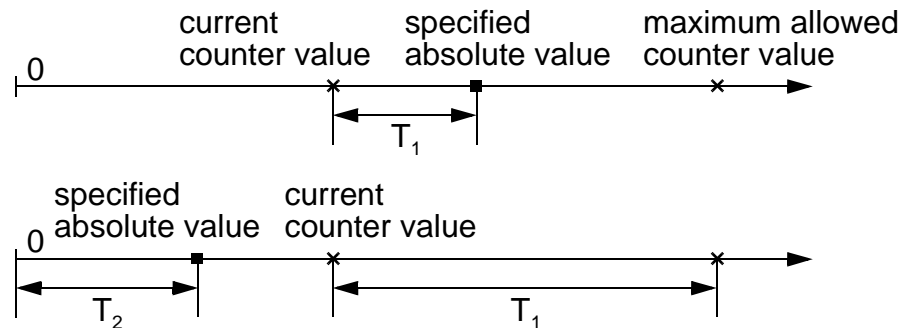 current specified maximum allowed
counter value absolute value counter value
0
T1
specified current
absolute value counter value
0
T2 T1